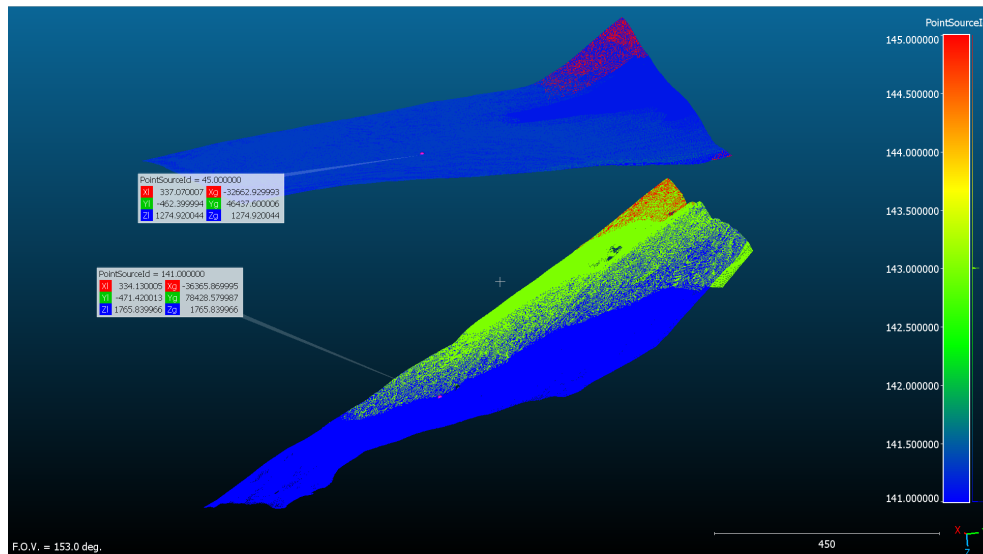 PointSourceI
145.000000
144.500000
144.000000
143.500000
143.000000
142.500000
142.000000
141.500000
141.000000
PointSourceId = 45.000000
Xl 337.070007 Xg -32662.929993
Yl -462.399994 Yg 46437.600006
Zl 1274.920044 Zg 1274.920044
PointSourceId = 141.000000
Xl 334.130005 Xg -36365.869995
Yl -471.420013 Yg 78428.579987
Zl 1765.839966 Zg 1765.839966
450
X
Z
F.O.V. = 153.0 deg.